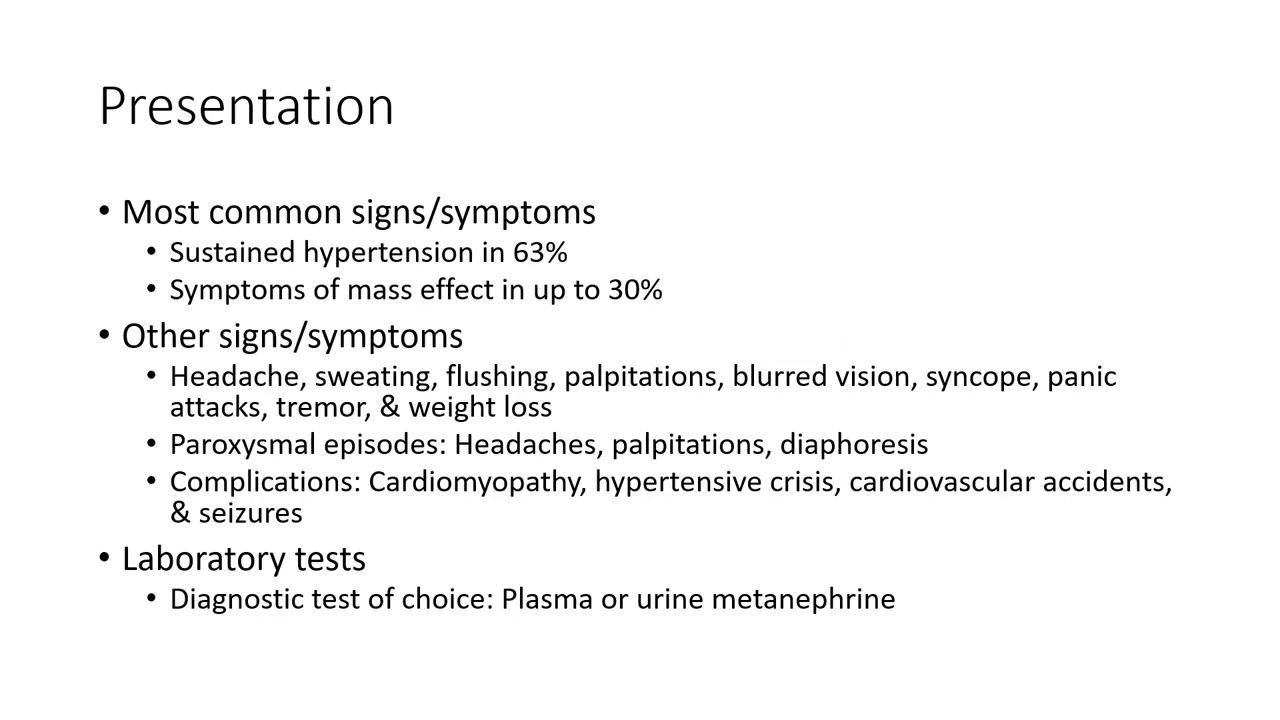 Presentation
• Most common signs/symptoms
• Sustained hypertension in 63%
• Symptoms of mass effect in up to 30%
• Other signs/symptoms
• Headache, sweating, flushing, palpitations, blurred vision, syncope, panic
attacks, tremor, & weight loss
• Paroxysmal episodes: Headaches, palpitations, diaphoresis
• Complications: Cardiomyopathy, hypertensive crisis, cardiovascular accidents,
& seizures
• Laboratory tests
• Diagnostic test of choice: Plasma or urine metanephrine